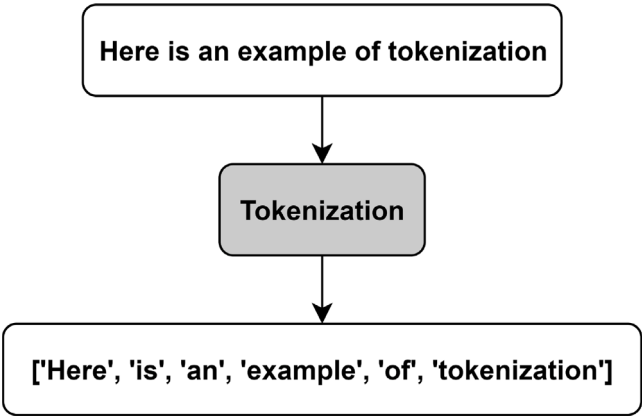 Here is an example of tokenization
Tokenization
['Here', 'is', 'an', 'example', 'of', 'tokenization']